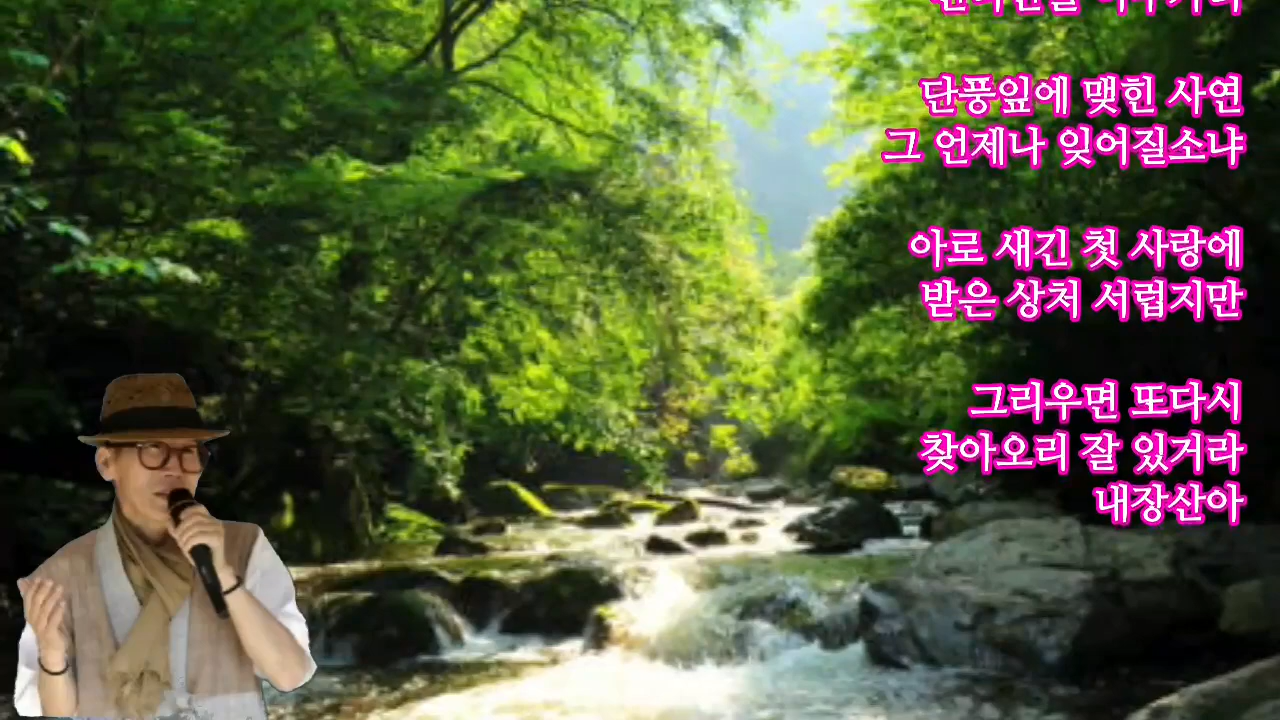 단풍잎에 맺힌 사연
그 언제나 잊어질소냐
아로 새긴 첫 사랑에
받은 상처 서럽지만
그리우면 또다시
찾아오리 잘 있거라
내장산아